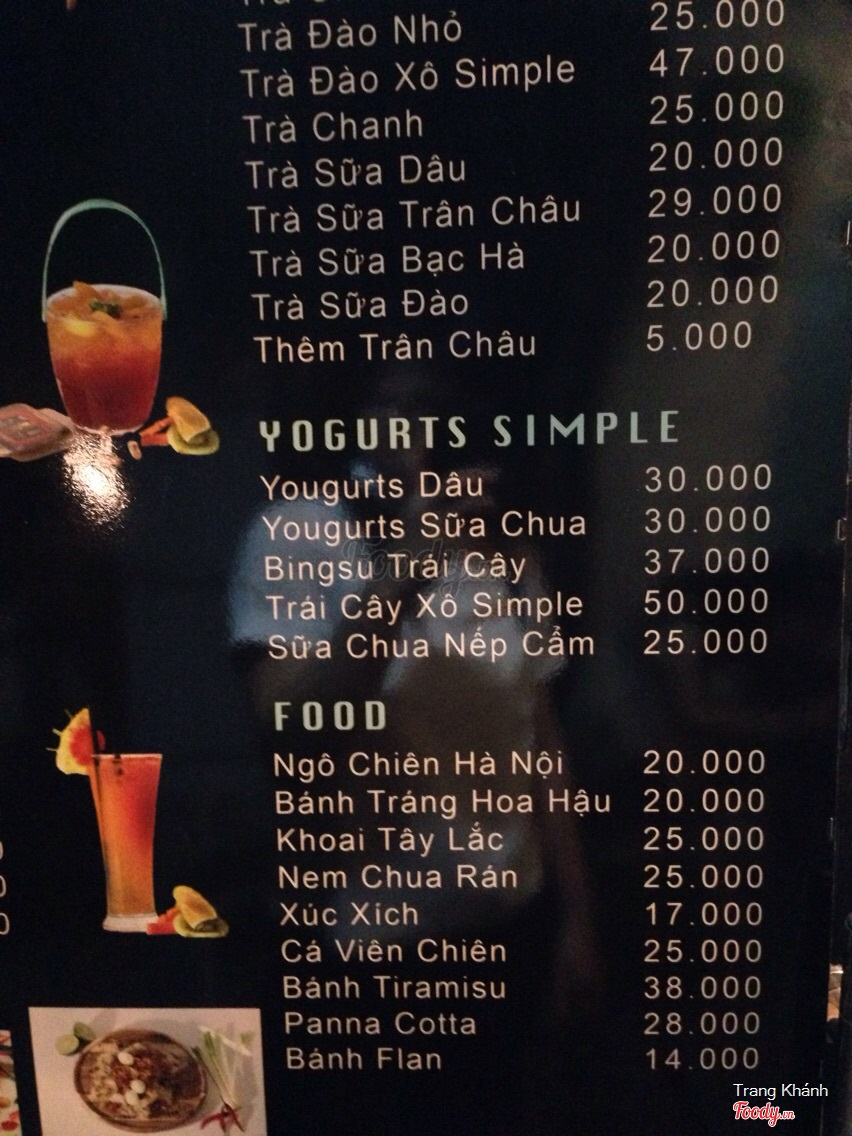 Trà Đào Nhỏ 25.000
Trà Đào Xô Simple 47.000
Trà Chanh 25.000
Trà Sữa Dâu 20.000
Trà Sữa Trân Châu 29.000
Trà Sữa Bạc Hà 20.000
Trà Sữa Đào 20.000
Thêm Trân Châu 5.000
YOGURTS SIMPLE
Yougurts Dâu 30.000
Yougurts Sữa Chua 30.000
Bingsu Trái Cây 37.000
Trái Cây Xô Simple 50.000
Sữa Chua Nếp Cẩm 25.000
FOOD
Ngô Chiên Hà Nội 20.000
Bánh Tráng Hoa Hậu 20.000
Khoai Tây Lắc 25.000
Nem Chua Rán 25.000
Xúc Xích 17.000
Cá Viên Chiên 25.000
Bánh Tiramisu 38.000
Panna Cotta 28.000
Bánh Flan 14.000
Trang Khánh
Foody.vn